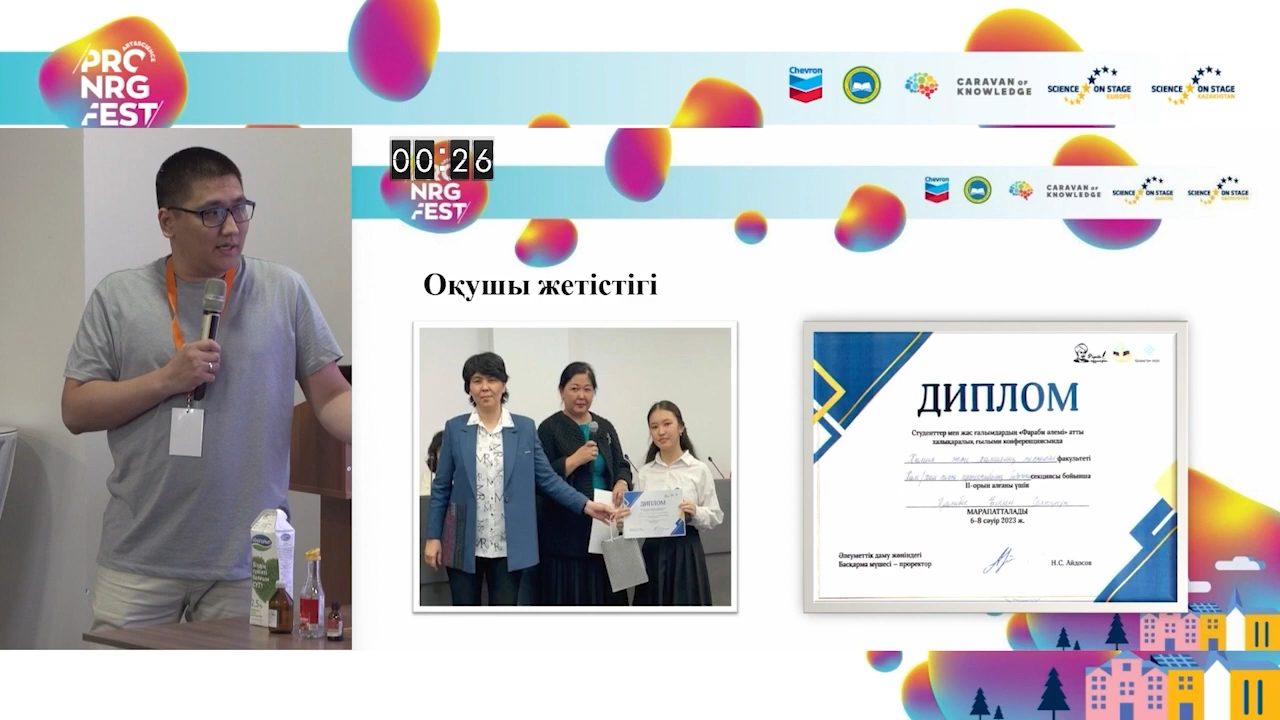 ART&SCIENCE
PRO
NRG
FEST
Chevron
CARAVAN OF
KNOWLEDGE
SCIENCE ON STAGE
EUROPE
SCIENCE ON STAGE
KAZAKHSTAN
00:26
NRG
FEST
Chevron
CARAVAN OF
KNOWLEDGE
SCIENCE ON STAGE
EUROPE
SCIENCE ON STAGE
KAZAKHSTAN
Оқушы жетістігі
ДИПЛОМ
ДИПЛОМ
Студенттер мен жас ғалымдардың «Фараби әлемі» атты
халықаралық ғылыми конференциясында
факультеті
секциясы бойынша
II-орын алғаны үшін
МАРАПАТТАЛАДЫ
6-8 сәуір 2023 ж.
Әлеуметтік даму жөніндегі
Басқарма мүшесі – проректор
Н.С. Айдосов